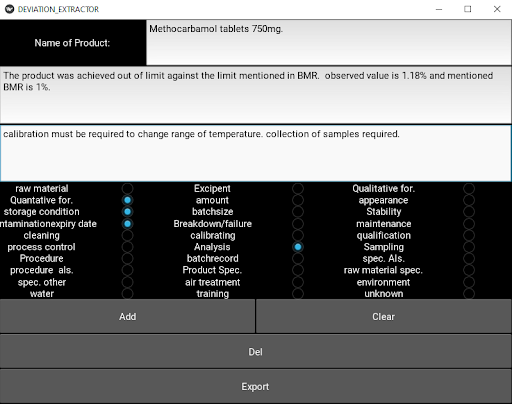 DEVIATION_EXTRACTOR
Name of Product:
Methocarbamol tablets 750mg.
The product was achieved out of limit against the limit mentioned in BMR.  observed value is 1.18% and mentioned
BMR is 1%.
calibration must be required to change range of temperature. collection of samples required.
raw material Excipent Qualitative for.
Quantative for. amount appearance
storage condition batchsize Stability
ntaminationexpiry date Breakdown/failure maintenance
cleaning calibrating qualification
process control Analysis Sampling
Procedure batchrecord spec. Als.
procedure  als. Product Spec. raw material spec.
spec. other air treatment environment
water training unknown
Add Clear
Del
Export